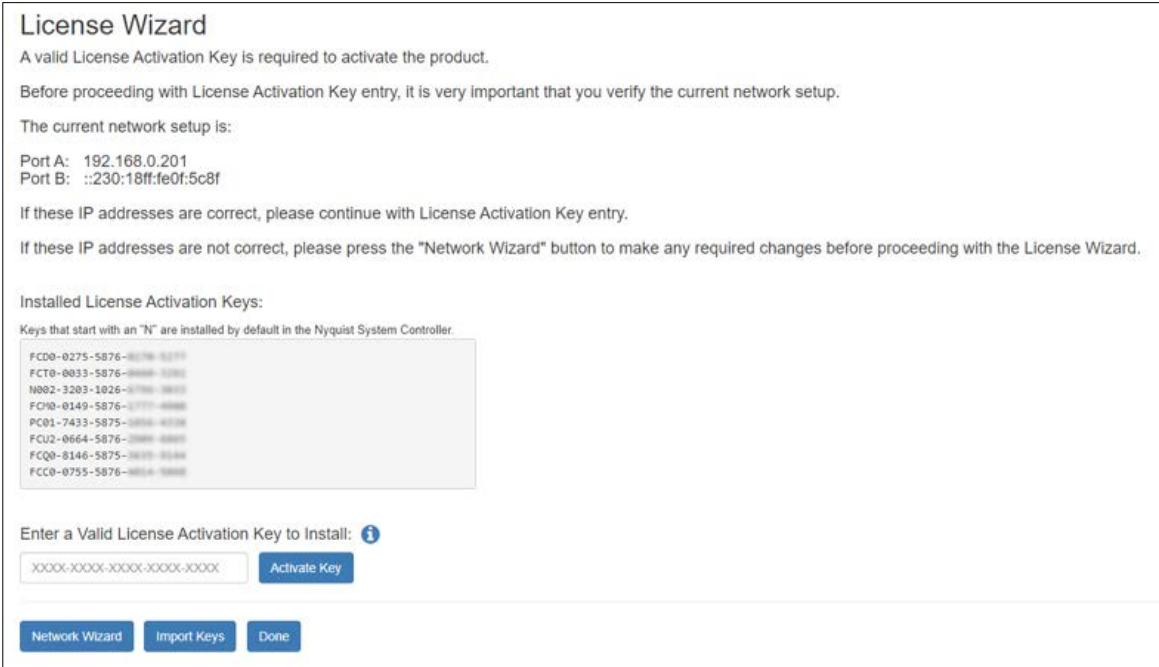 License Wizard
A valid License Activation Key is required to activate the product.
Before proceeding with License Activation Key entry, it is very important that you verify the current network setup.
The current network setup is:
Port A: 192.168.0.201
Port B: ::230:18ff:fe0f:5c8f
If these IP addresses are correct, please continue with License Activation Key entry.
If these IP addresses are not correct, please press the "Network Wizard" button to make any required changes before proceeding with the License Wizard.
Installed License Activation Keys:
Keys that start with an "N" are installed by default in the Nyquist System Controller.
FCD0-0275-5876-
FCT0-0033-5876-
N002-3203-1026-
FCM0-0149-5876-
PC01-7433-5875-
FCU2-0664-5876-
FCQ0-8146-5875-
FCC0-0755-5876-
Enter a Valid License Activation Key to Install:
XXXX-XXXX-XXXX-XXXX-XXXX Activate Key
Network Wizard Import Keys Done